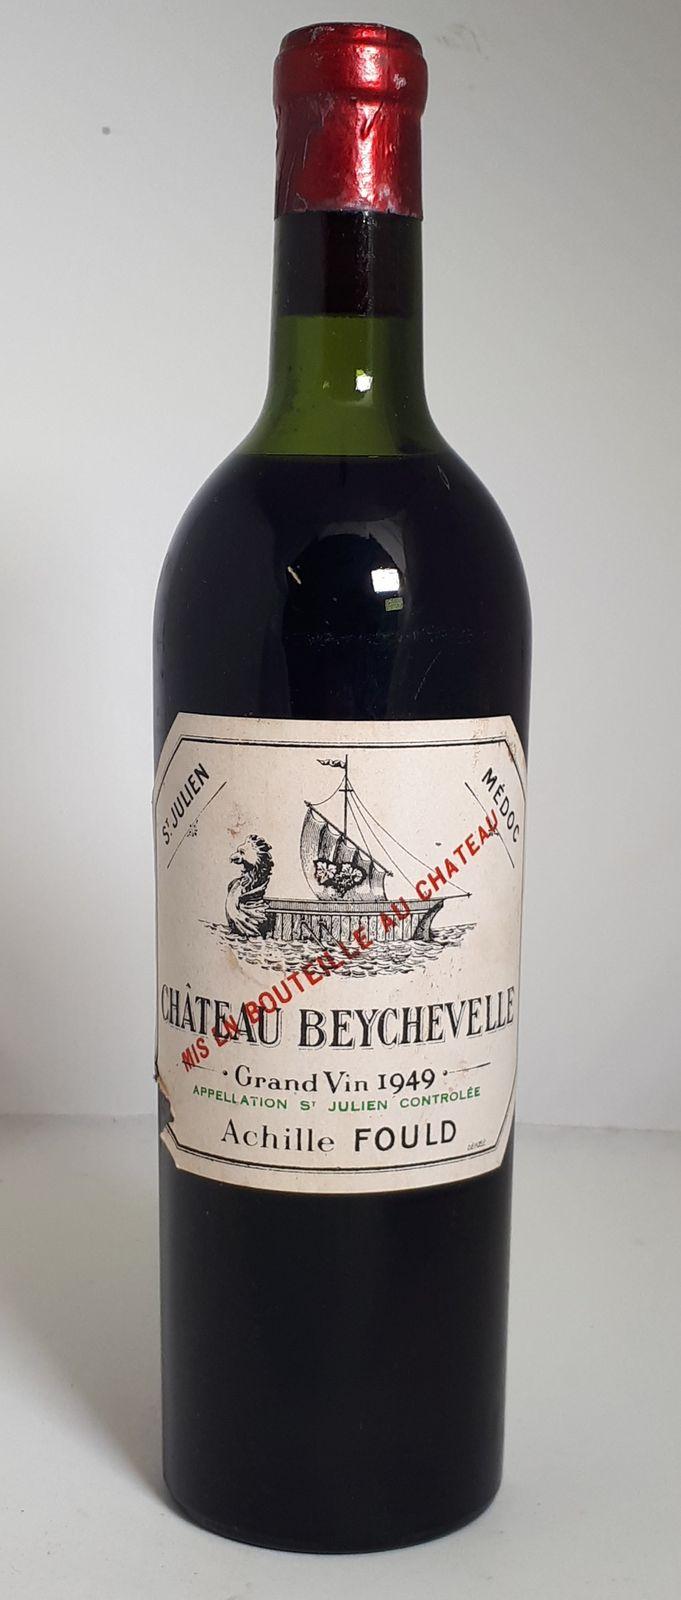 Sᵀ JULIEN
MÉDOC
MIS EN BOUTEILLE AU CHATEAU
CHÂTEAU BEYCHEVELLE
· Grand Vin 1949 ·
APPELLATION Sᵀ JULIEN CONTROLÉE
Achille FOULD